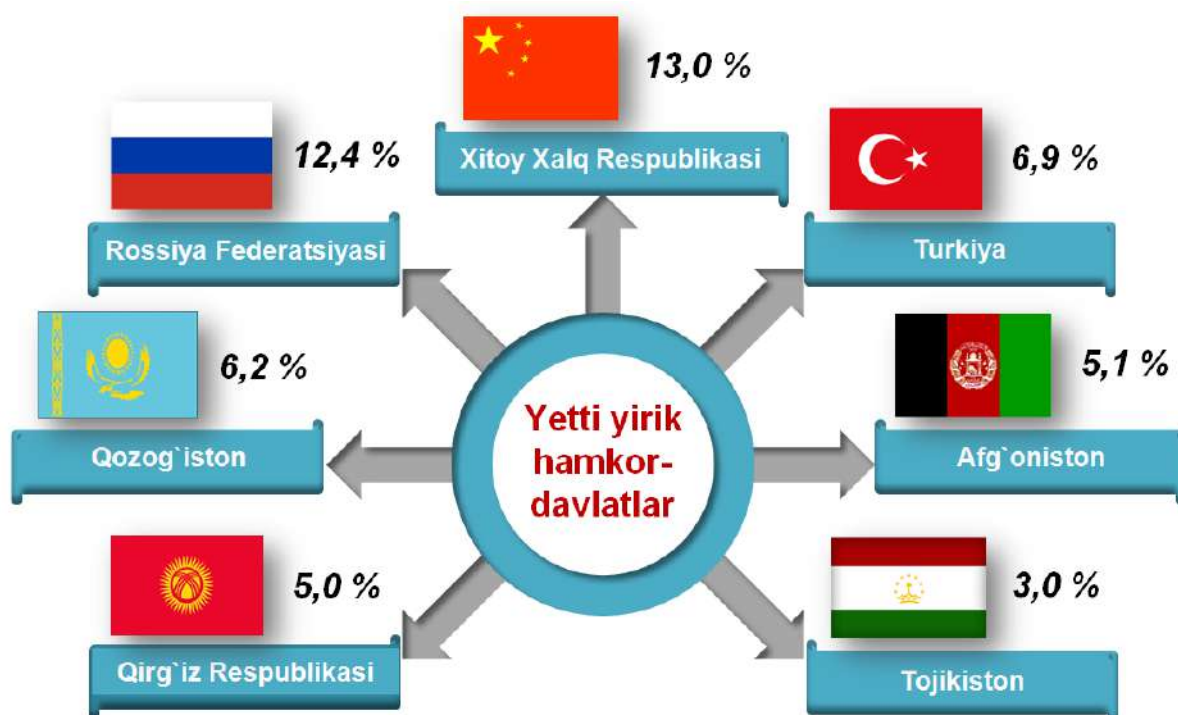 13,0 %
Xitoy Xalq Respublikasi
12,4 %
Rossiya Federatsiyasi
6,9 %
Turkiya
6,2 %
Qozog`iston
5,1 %
Afg`oniston
Yetti yirik
hamkor-
davlatlar
5,0 %
Qirg`iz Respublikasi
3,0 %
Tojikiston